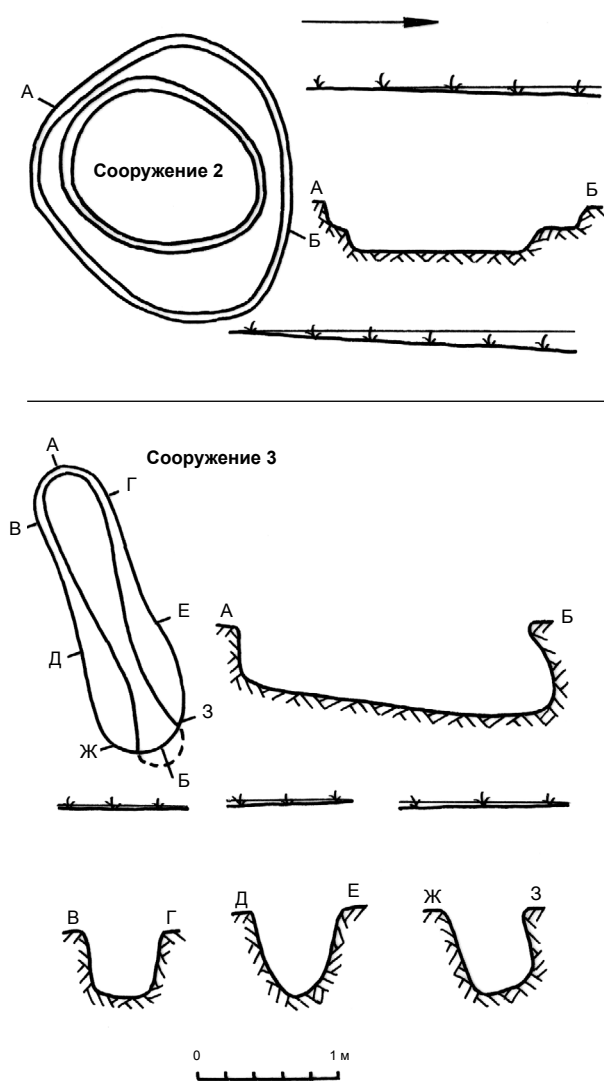 А
Сооружение 2
А
Б
Б
Сооружение 3
А
Г
В
Е
А
Б
Д
З
Ж
Б
В
Г
Д
Е
Ж
З
0
1 м